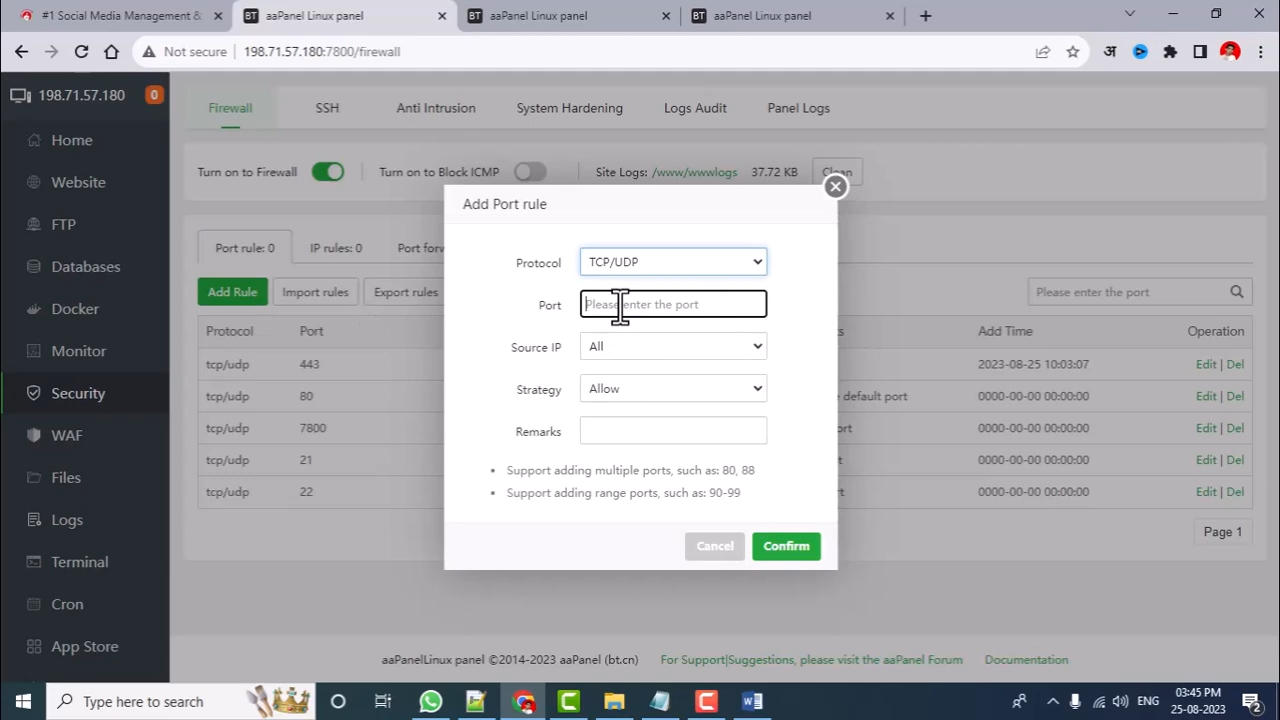 #1 Social Media Management &
aaPanel Linux panel
aaPanel Linux panel
aaPanel Linux panel
Not secure
198.71.57.180:7800/firewall
अ
198.71.57.180
0
Home
Website
FTP
Databases
Docker
Monitor
Security
WAF
Files
Logs
Terminal
Cron
App Store
Firewall SSH Anti Intrusion System Hardening Logs Audit Panel Logs
Turn on to Firewall Turn on to Block ICMP Site Logs: /www/wwwlogs 37.72 KB Clean
Port rule: 0 IP rules: 0 Port forw
Add Rule Import rules Export rules Please enter the port
Protocol Port Add Time Operation
tcp/udp 443 2023-08-25 10:03:07 Edit | Del
tcp/udp 80 default port 0000-00-00 00:00:00 Edit | Del
tcp/udp 7800 0000-00-00 00:00:00 Edit | Del
tcp/udp 21 0000-00-00 00:00:00 Edit | Del
tcp/udp 22 0000-00-00 00:00:00 Edit | Del
Page 1
Add Port rule
Protocol TCP/UDP
Port Please enter the port
Source IP All
Strategy Allow
Remarks
Support adding multiple ports, such as: 80, 88
Support adding range ports, such as: 90-99
Cancel Confirm
aaPanelLinux panel ©2014-2023 aaPanel (bt.cn) For Support|Suggestions, please visit the aaPanel Forum Documentation
Type here to search
ENG
03:45 PM
25-08-2023
2